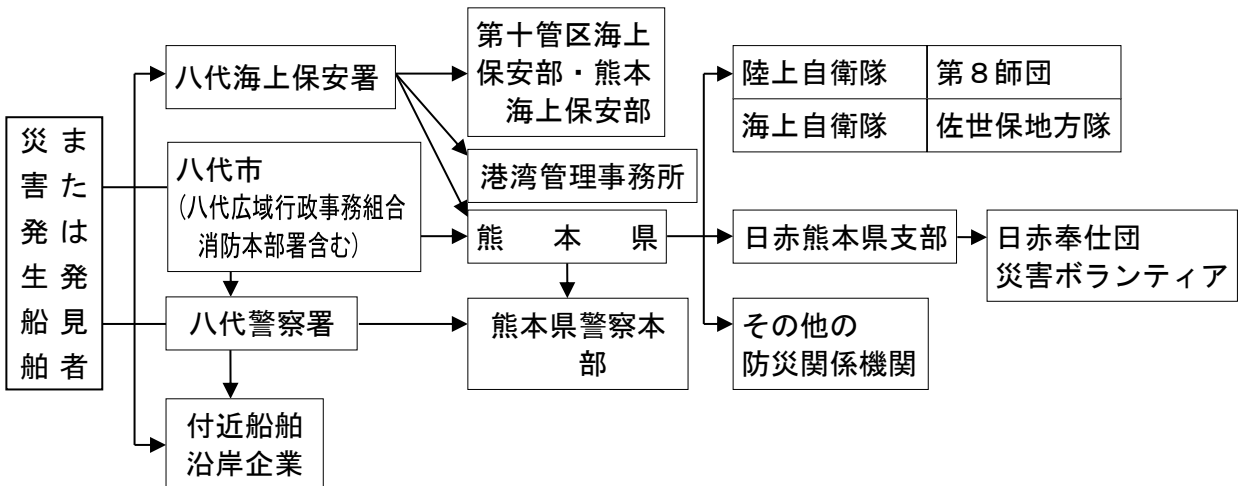 災害発生船舶
または発見者
八代海上保安署
八代市
(八代広域行政事務組合
消防本部署含む)
八代警察署
付近船舶
沿岸企業
第十管区海上
保安部・熊本
海上保安部
港湾管理事務所
熊本県
熊本県警察本
部
陸上自衛隊 第8師団
海上自衛隊 佐世保地方隊
日赤熊本県支部
その他の
防災関係機関
日赤奉仕団
災害ボランティア